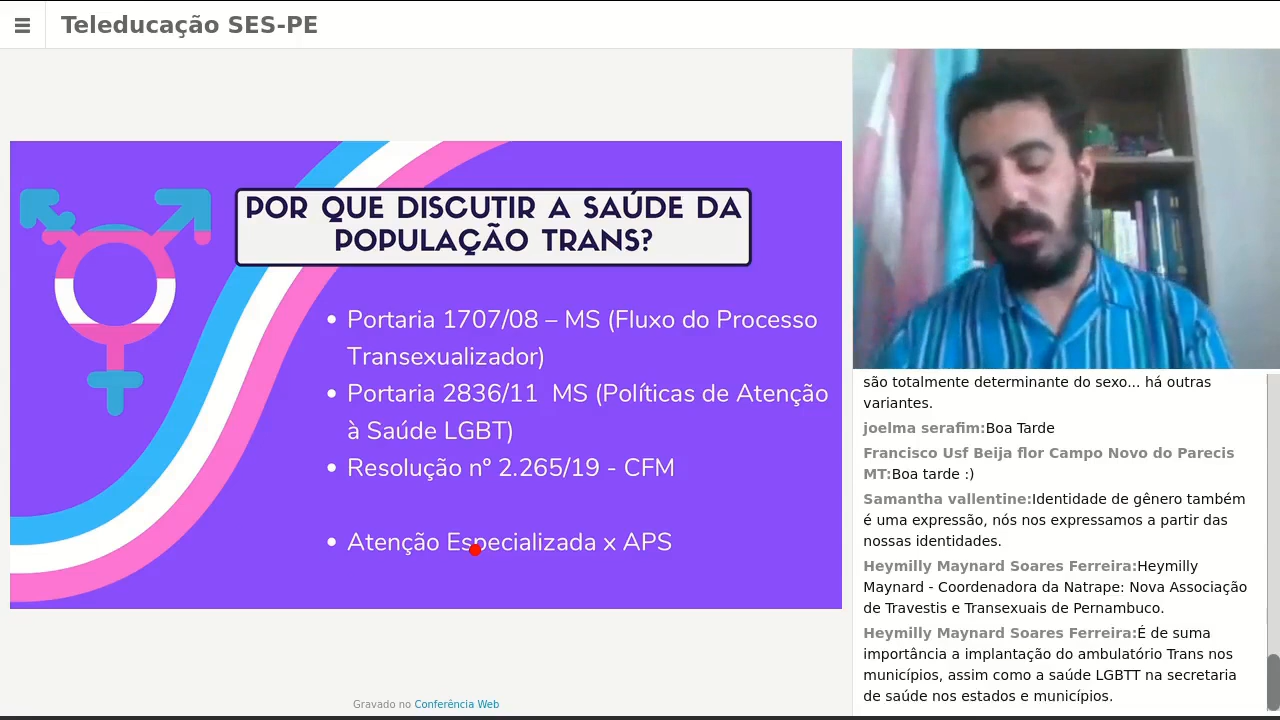 Teleducação SES-PE
POR QUE DISCUTIR A SAÚDE DA
POPULAÇÃO TRANS?
• Portaria 1707/08 – MS (Fluxo do Processo
Transexualizador)
• Portaria 2836/11  MS (Políticas de Atenção
à Saúde LGBT)
• Resolução nº 2.265/19 - CFM
• Atenção Especializada x APS
Gravado no Conferência Web
são totalmente determinante do sexo... há outras
variantes.
joelma serafim:Boa Tarde
Francisco Usf Beija flor Campo Novo do Parecis
MT:Boa tarde :)
Samantha vallentine:Identidade de gênero também
é uma expressão, nós nos expressamos a partir das
nossas identidades.
Heymilly Maynard Soares Ferreira:Heymilly
Maynard - Coordenadora da Natrape: Nova Associação
de Travestis e Transexuais de Pernambuco.
Heymilly Maynard Soares Ferreira:É de suma
importância a implantação do ambulatório Trans nos
municípios, assim como a saúde LGBTT na secretaria
de saúde nos estados e municípios.